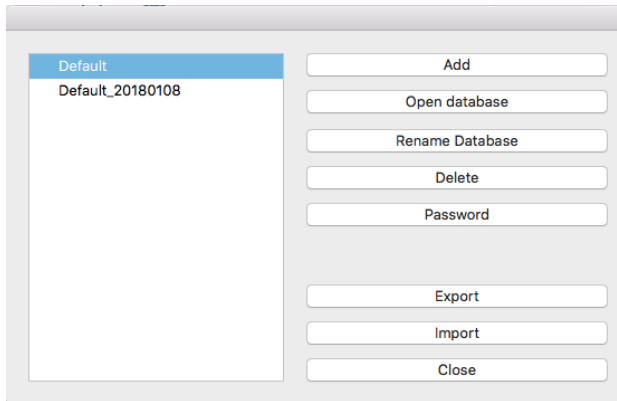 Default
Default_20180108
Add
Open database
Rename Database
Delete
Password
Export
Import
Close